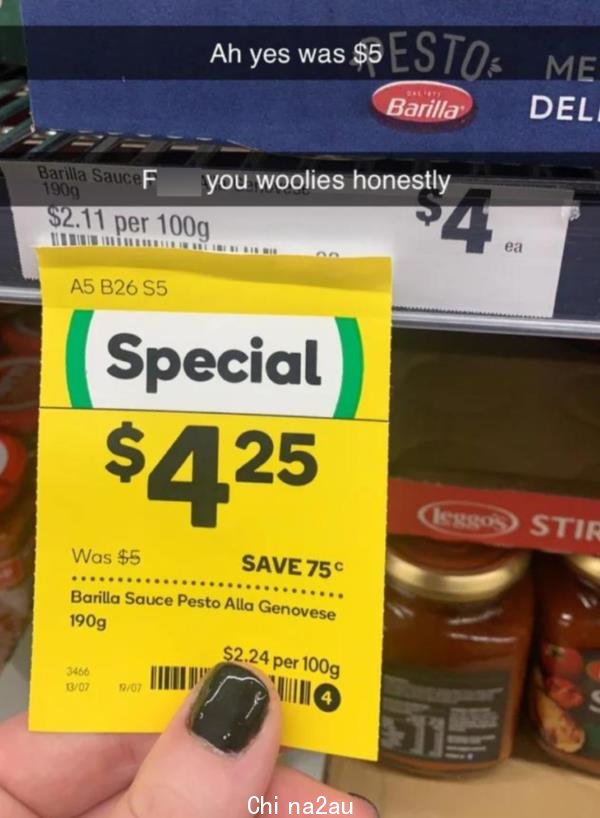 PESTO
Ah yes was $5
ME
Barilla
DELI
Barilla Sauce
F you woolies honestly
190g
$2.11 per 100g
$4 ea
A5 B26 S5
Special
$4 25
Was $5
SAVE 75c
Barilla Sauce Pesto Alla Genovese
190g
$2.24 per 100g
3466
13/07 19/07
4
leggo's STIR
Chi na2au